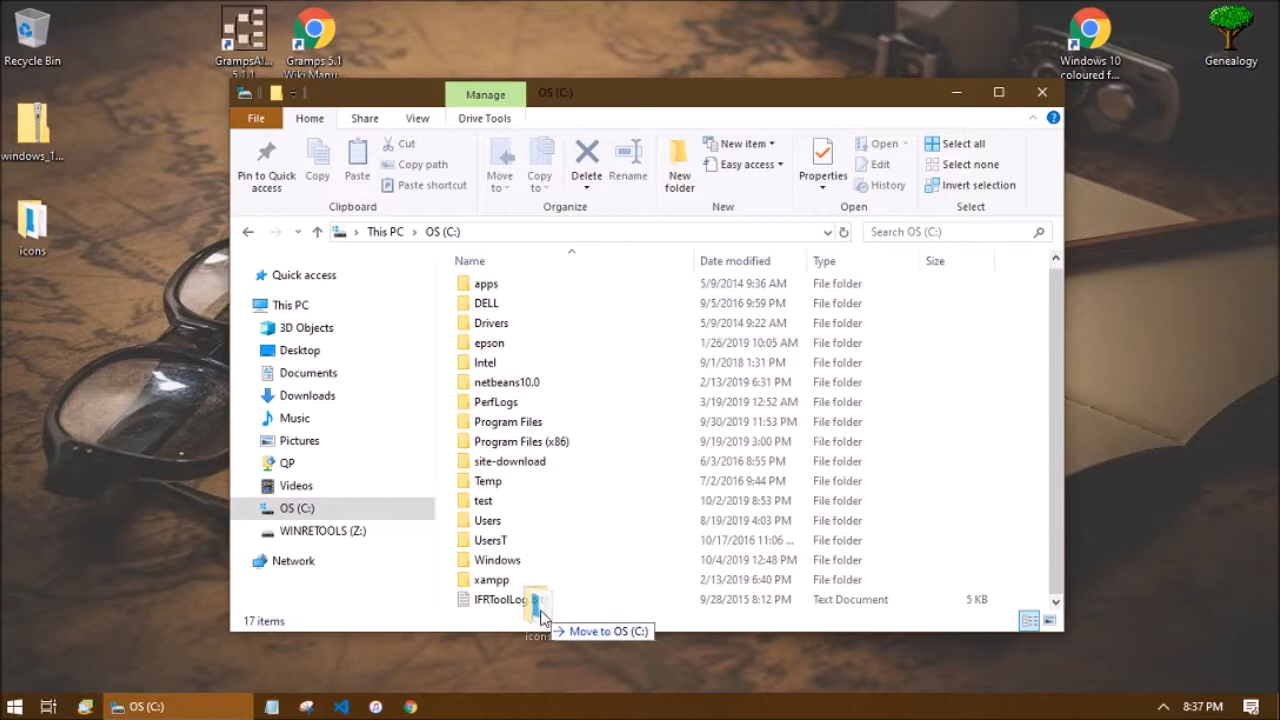 Recycle Bin
GrampsAI...
5.1.1
Gramps 5.1
Wiki Manu...
Windows 10
coloured f...
Genealogy
windows_1...
icons
Manage
OS (C:)
File
Home
Share
View
Drive Tools
Pin to Quick
access
Copy
Paste
Cut
Copy path
Paste shortcut
Clipboard
Move
to
Copy
to
Delete
Rename
Organize
New
folder
New item
Easy access
New
Properties
Open
Edit
History
Open
Select all
Select none
Invert selection
Select
This PC > OS (C:)
Search OS (C:)
Quick access
This PC
3D Objects
Desktop
Documents
Downloads
Music
Pictures
QP
Videos
OS (C:)
WINRETOOLS (Z:)
Network
Name Date modified Type Size
apps 5/9/2014 9:36 AM File folder
DELL 9/5/2016 9:59 PM File folder
Drivers 5/9/2014 9:22 AM File folder
epson 1/26/2019 10:05 AM File folder
Intel 9/1/2018 1:31 PM File folder
netbeans10.0 2/13/2019 6:31 PM File folder
PerfLogs 3/19/2019 12:52 AM File folder
Program Files 9/30/2019 11:53 PM File folder
Program Files (x86) 9/19/2019 3:00 PM File folder
site-download 6/3/2016 8:55 PM File folder
Temp 7/2/2016 9:44 PM File folder
test 10/2/2019 8:53 PM File folder
Users 8/19/2019 4:03 PM File folder
UsersT 10/17/2016 11:06 ... File folder
Windows 10/4/2019 12:48 PM File folder
xampp 2/13/2019 6:40 PM File folder
IFRToolLog 9/28/2015 8:12 PM Text Document 5 KB
icons
Move to OS (C:)
17 items
OS (C:)
8:37 PM